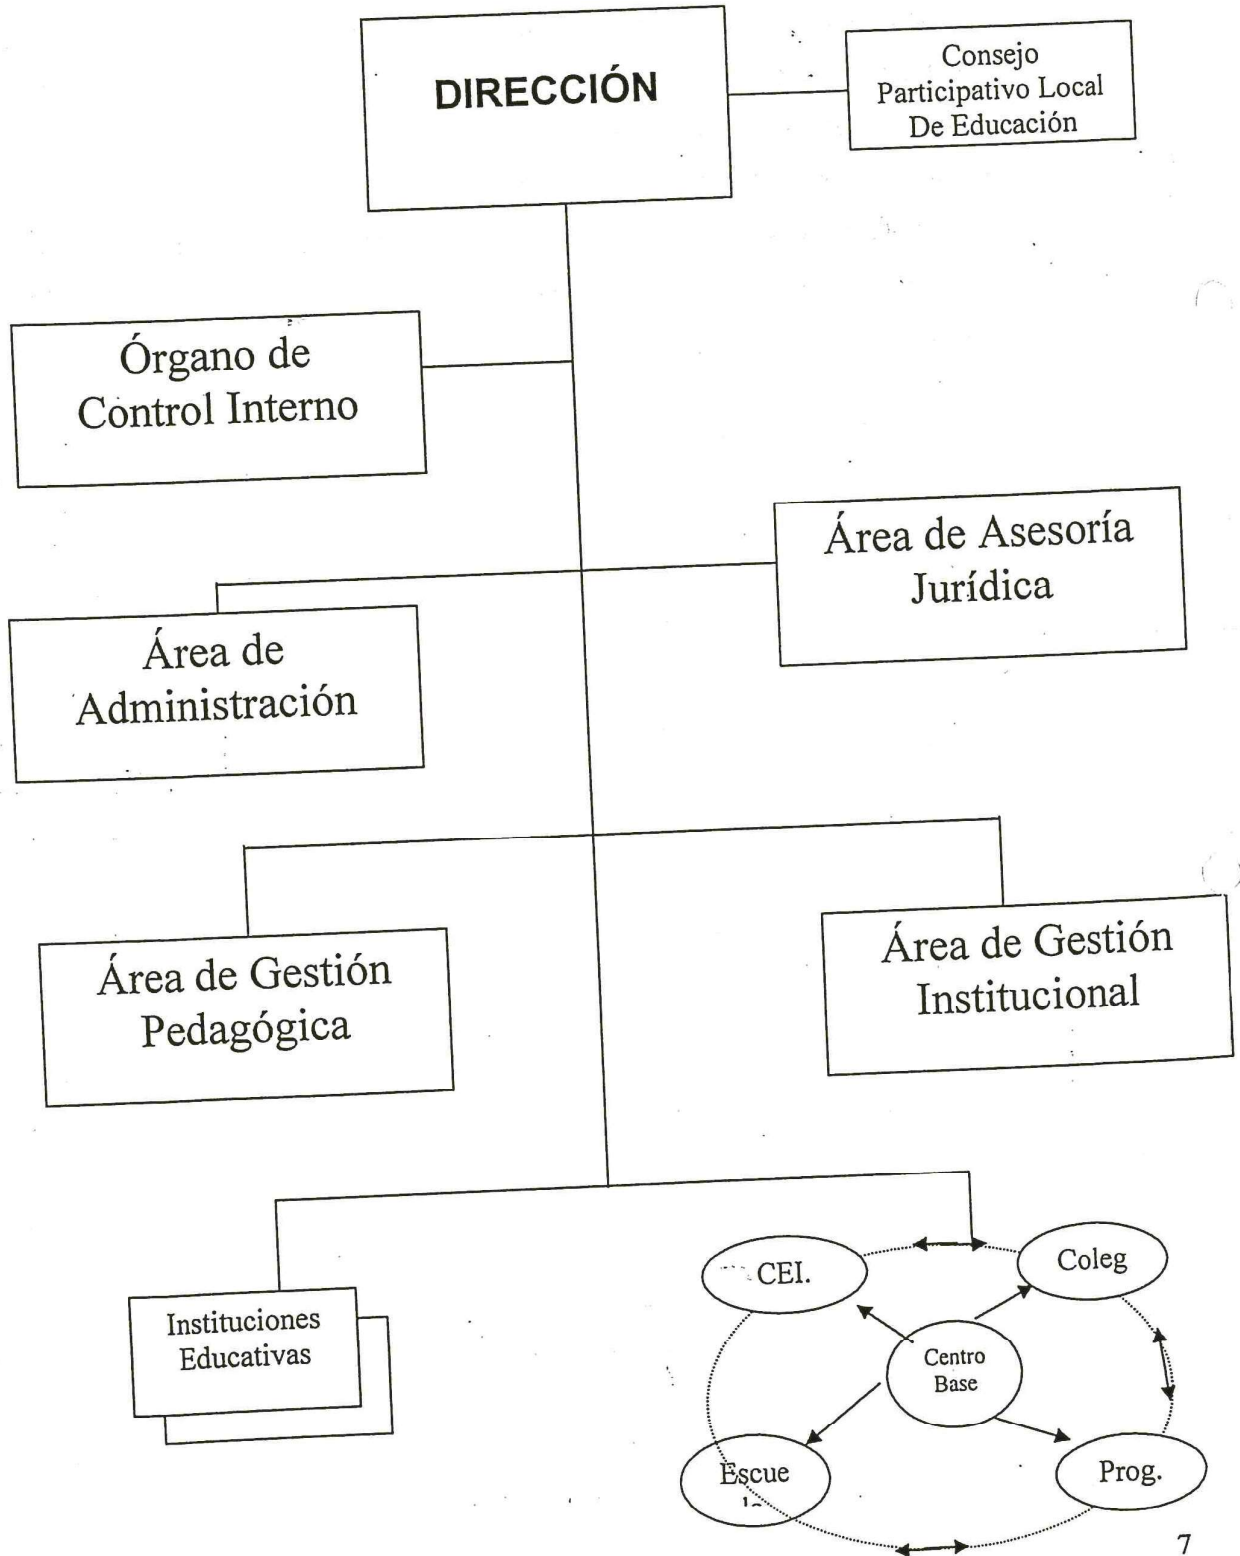 DIRECCIÓN
Consejo
Participativo Local
De Educación
Órgano de
Control Interno
Área de Asesoría
Jurídica
Área de
Administración
Área de Gestión
Pedagógica
Área de Gestión
Institucional
Instituciones
Educativas
CEI.
Coleg
Centro
Base
Escue
Prog.
7